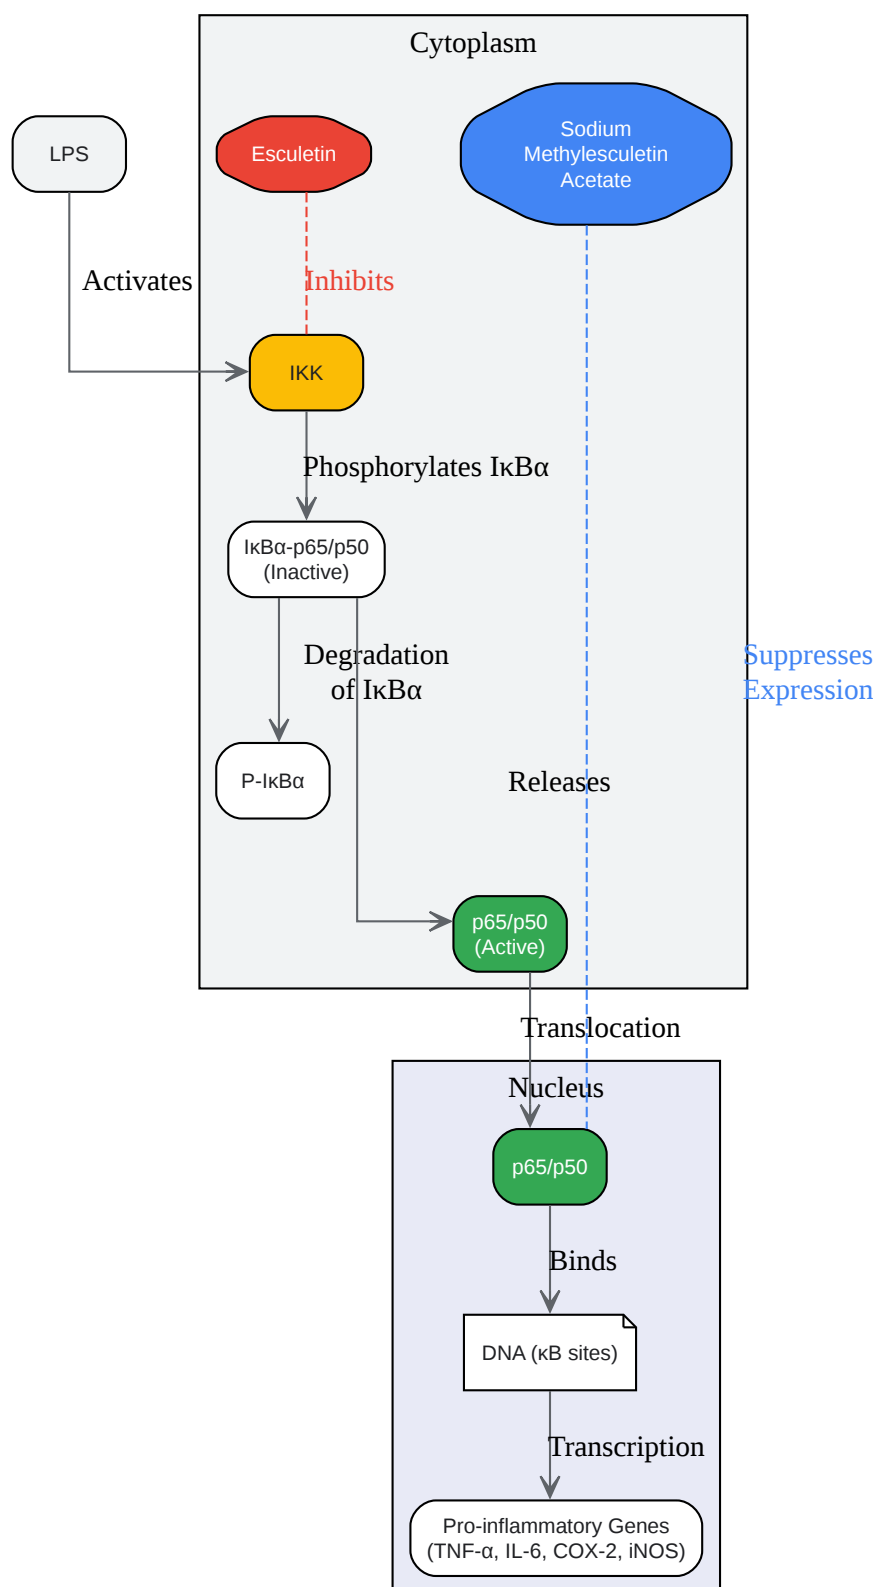 Cytoplasm
LPS
Esculetin
Sodium
Methylesculetin
Acetate
Activates
Inhibits
IKK
Phosphorylates IκBα
IκBα-p65/p50
(Inactive)
Degradation
of IκBα
Suppresses
Expression
P-IκBα
Releases
p65/p50
(Active)
Translocation
Nucleus
p65/p50
Binds
DNA (κB sites)
Transcription
Pro-inflammatory Genes
(TNF-α, IL-6, COX-2, iNOS)